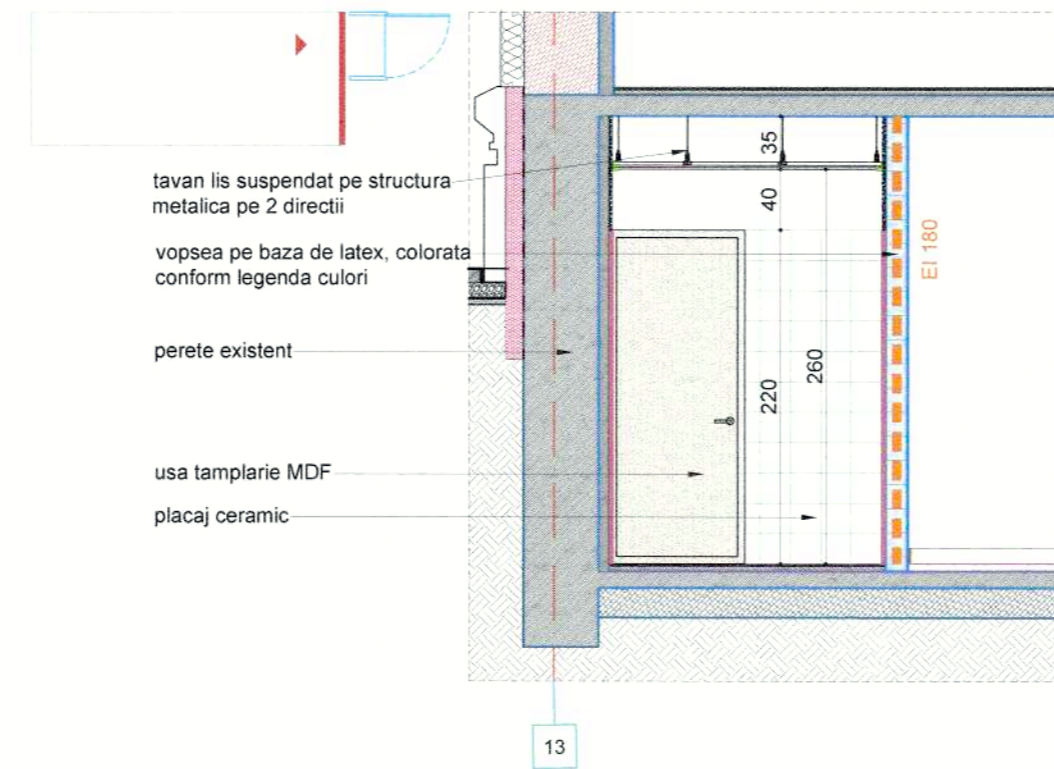 35
tavan lis suspendat pe structura
metalica pe 2 directii
40
vopsea pe baza de latex, colorata
conform legenda culori
EI 180
perete existent
220
260
usa tamplarie MDF
placaj ceramic
13